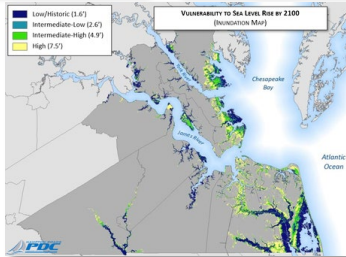 VULNERABILITY TO SEA LEVEL RISE BY 2100
(INUNDATION MAP)
Low/Historic (1.6')
Intermediate-Low (2.6')
Intermediate-High (4.9')
High (7.5')
Chesapeake
Bay
James River
Atlantic
Ocean
PDC